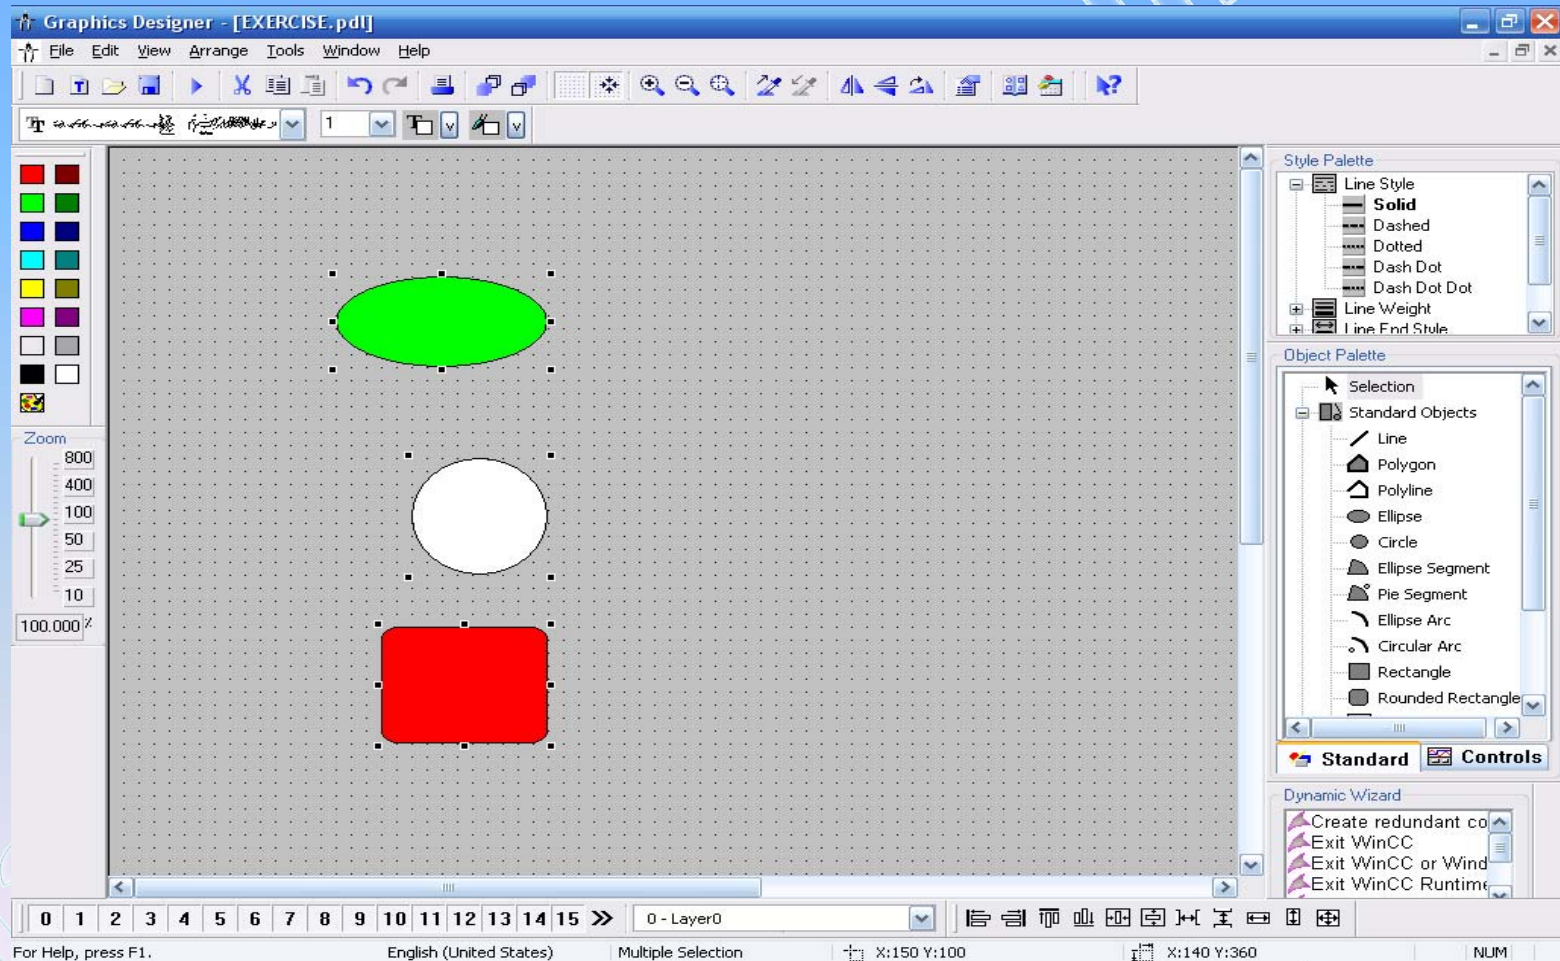 Graphics Designer - [EXERCISE.pdl]
File Edit View Arrange Tools Window Help
1
Style Palette
Line Style
Solid
Dashed
Dotted
Dash Dot
Dash Dot Dot
Line Weight
Line End Style
Zoom
800
400
100
50
25
10
100.000 %
Object Palette
Selection
Standard Objects
Line
Polygon
Polyline
Ellipse
Circle
Ellipse Segment
Pie Segment
Ellipse Arc
Circular Arc
Rectangle
Rounded Rectangle
Standard Controls
Dynamic Wizard
Create redundant co
Exit WinCC
Exit WinCC or Wind
Exit WinCC Runtime
0 1 2 3 4 5 6 7 8 9 10 11 12 13 14 15 0 - Layer0
For Help, press F1. English (United States) Multiple Selection X:150 Y:100 X:140 Y:360 NUM